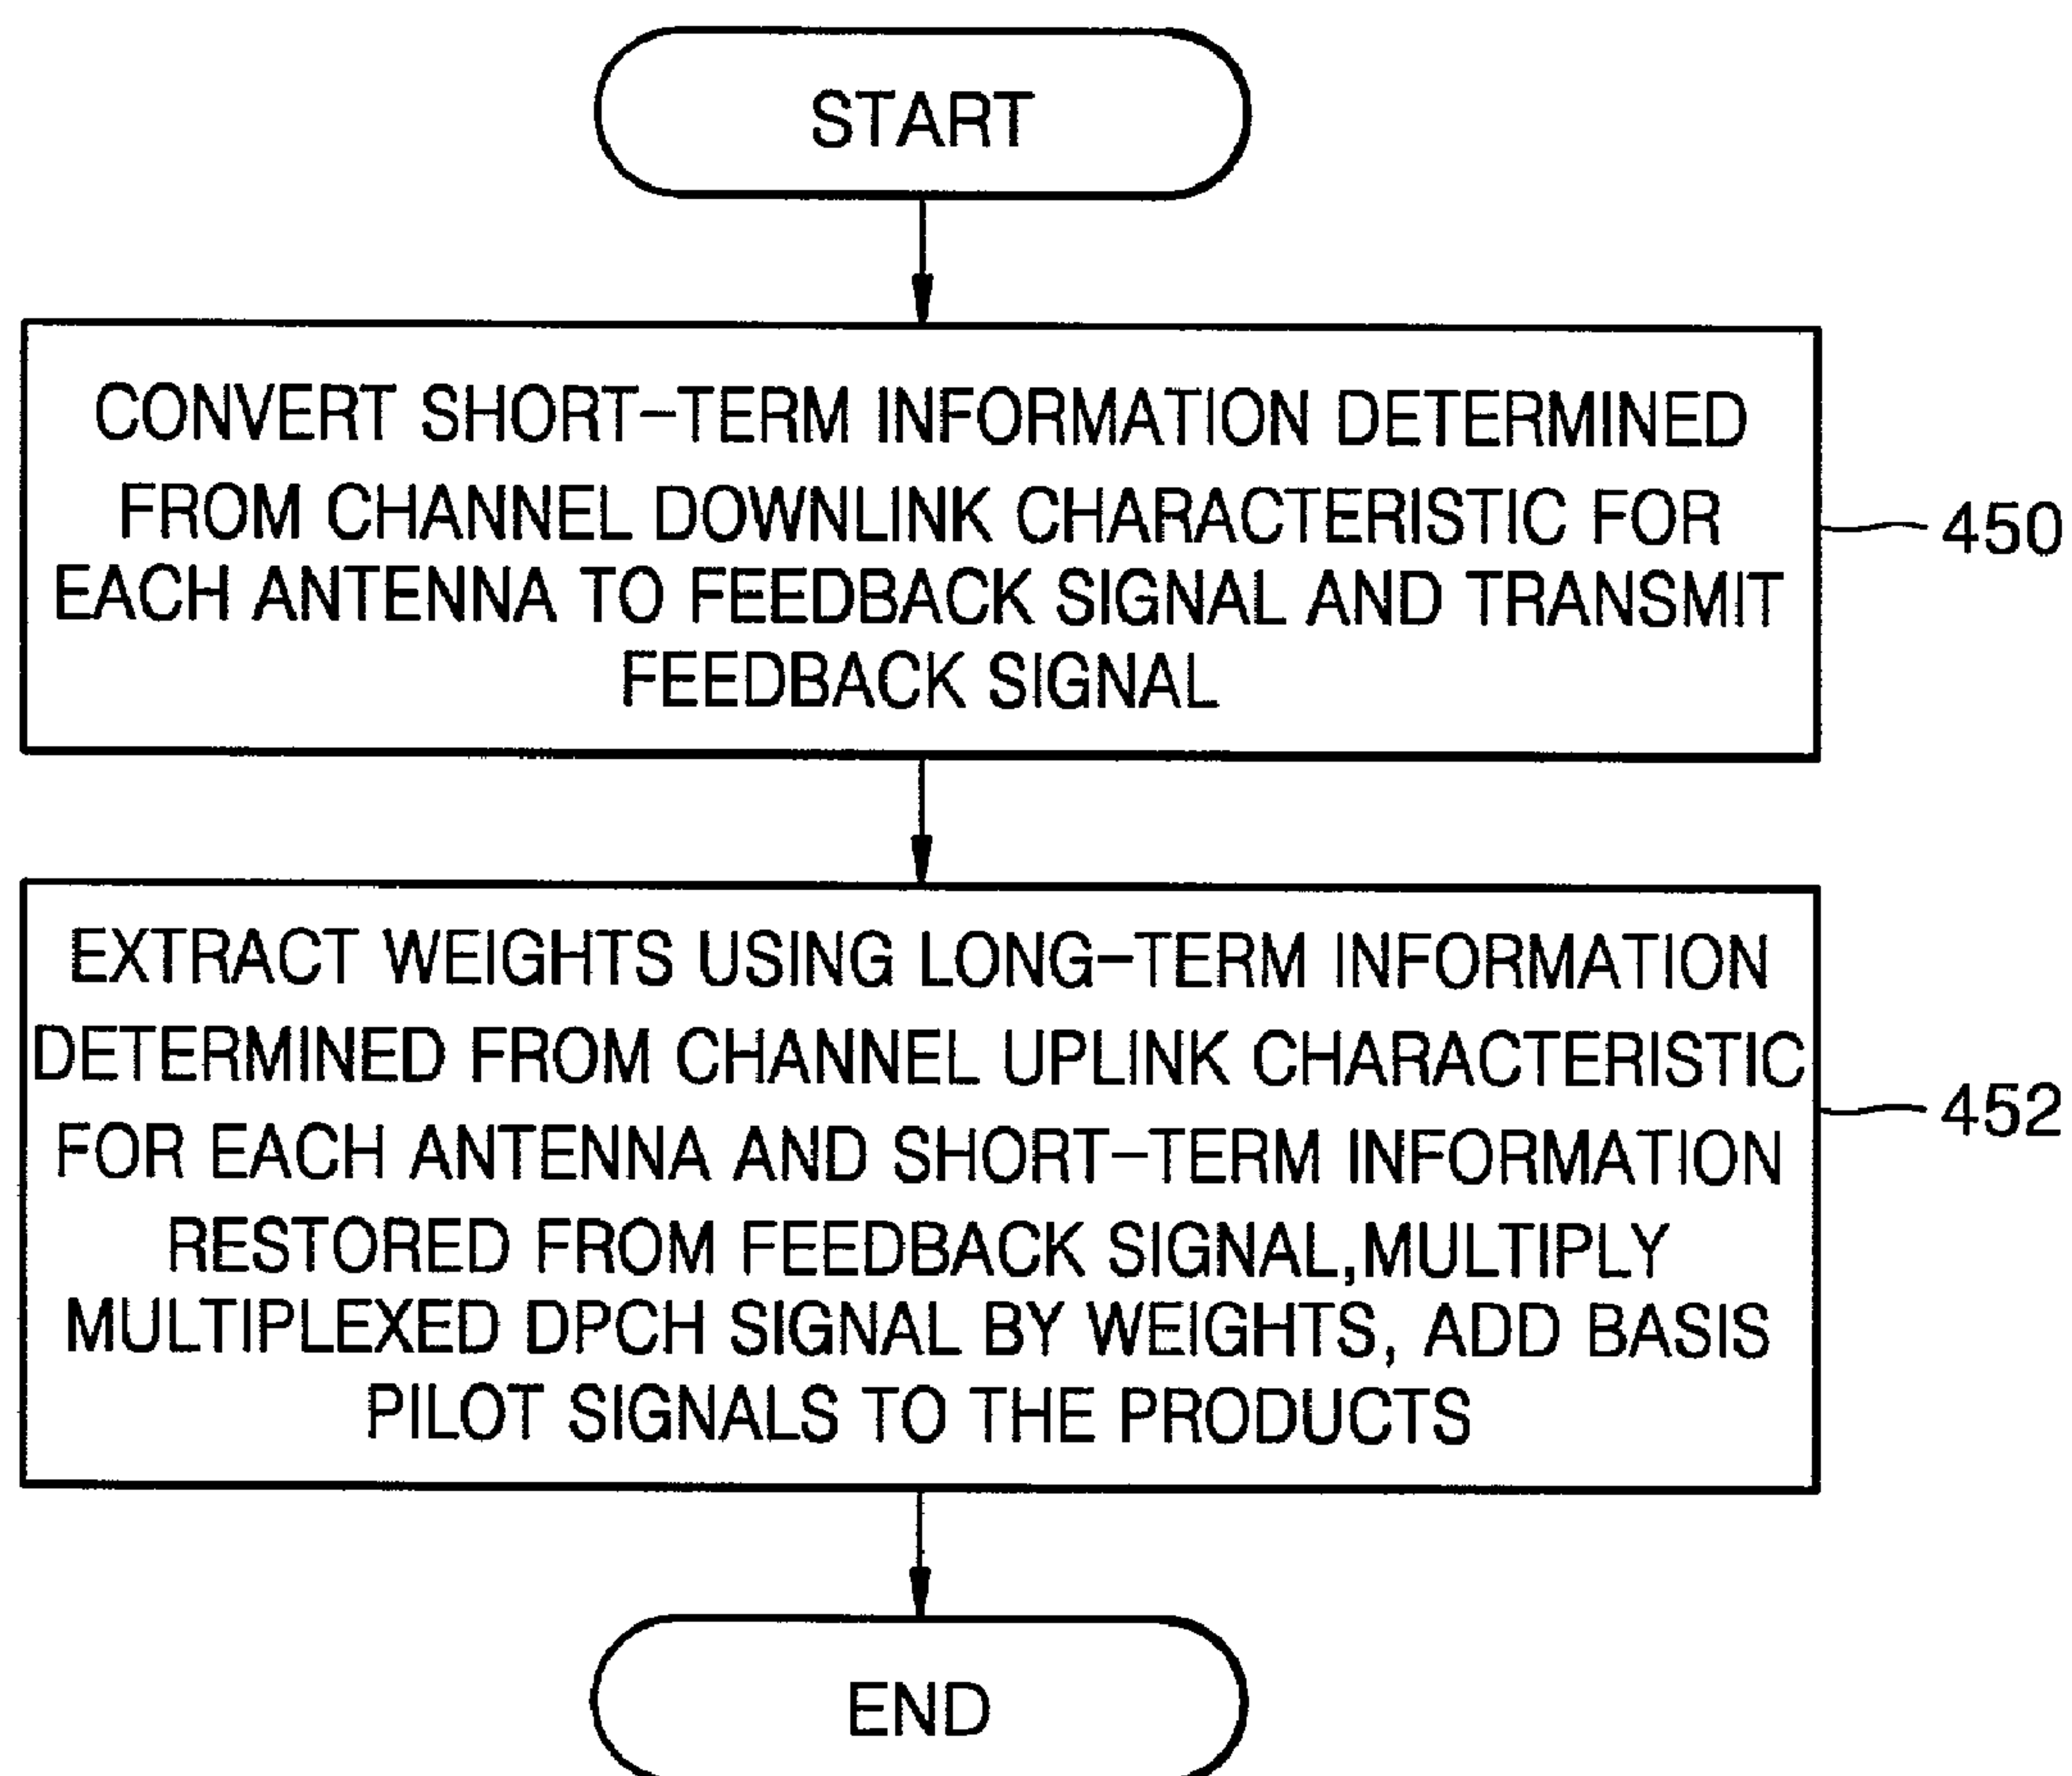 START
CONVERT SHORT-TERM INFORMATION DETERMINED
FROM CHANNEL DOWNLINK CHARACTERISTIC FOR
EACH ANTENNA TO FEEDBACK SIGNAL AND TRANSMIT
FEEDBACK SIGNAL
450
EXTRACT WEIGHTS USING LONG-TERM INFORMATION
DETERMINED FROM CHANNEL UPLINK CHARACTERISTIC
FOR EACH ANTENNA AND SHORT-TERM INFORMATION
RESTORED FROM FEEDBACK SIGNAL,MULTIPLY
MULTIPLEXED DPCH SIGNAL BY WEIGHTS, ADD BASIS
PILOT SIGNALS TO THE PRODUCTS
452
END